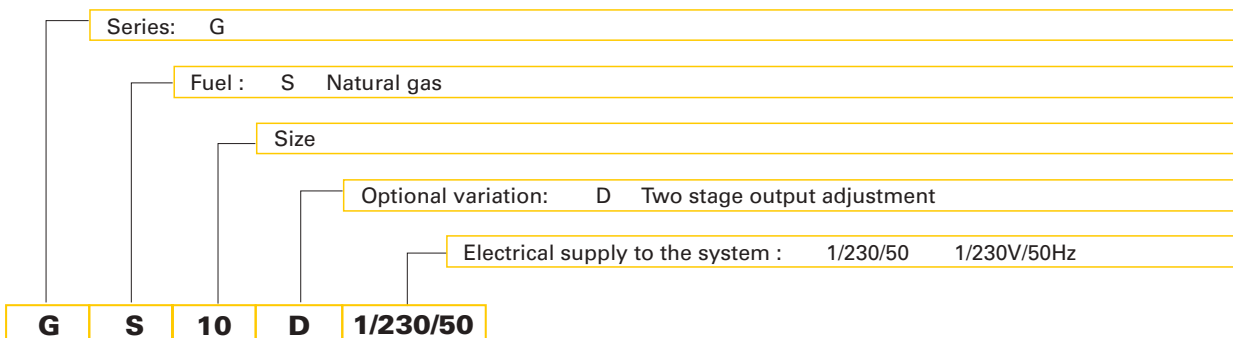 Series: G
Fuel : S Natural gas
Size
Optional variation: D Two stage output adjustment
Electrical supply to the system : 1/230/50 1/230V/50Hz
G S 10 D 1/230/50